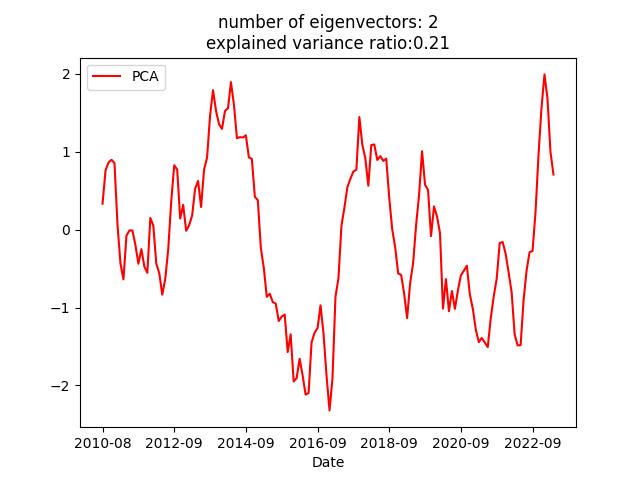 number of eigenvectors: 2
explained variance ratio:0.21
PCA
2
1
0
−1
−2
2010-08 2012-09 2014-09 2016-09 2018-09 2020-09 2022-09
Date